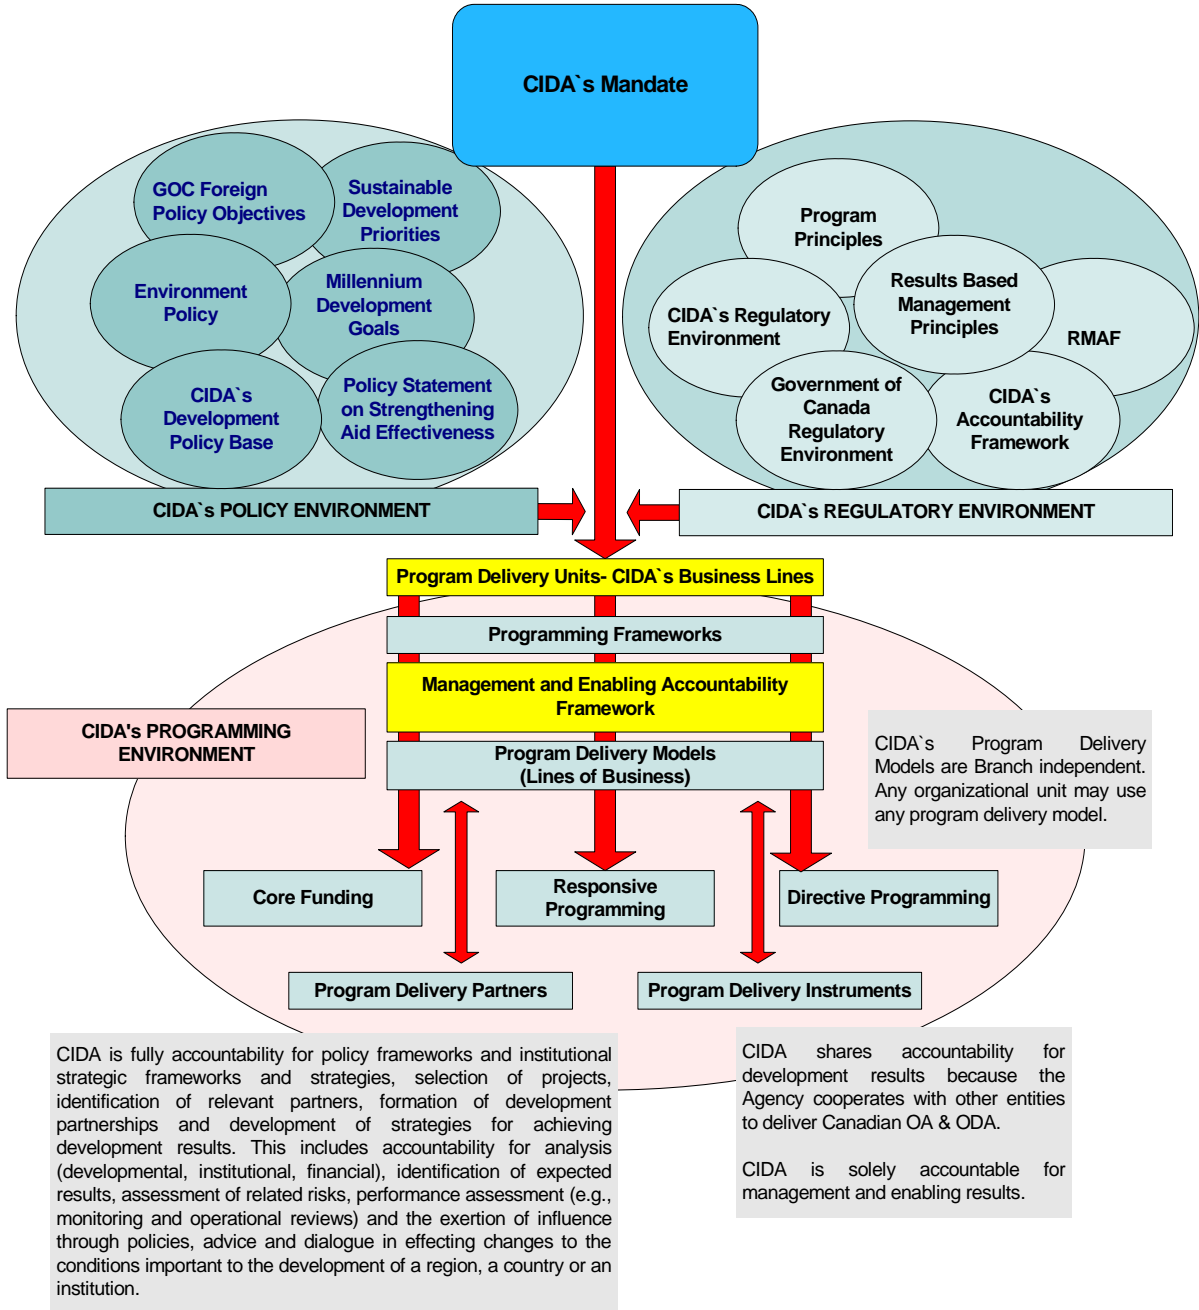 CIDA`s Mandate
GOC Foreign
Policy Objectives
Sustainable
Development
Priorities
Environment
Policy
Millennium
Development
Goals
CIDA`s
Development
Policy Base
Policy Statement
on Strengthening
Aid Effectiveness
Program
Principles
Results Based
Management
Principles
CIDA`s Regulatory
Environment
RMAF
Government of
Canada
Regulatory
Environment
CIDA`s
Accountability
Framework
CIDA`s POLICY ENVIRONMENT
CIDA`s REGULATORY ENVIRONMENT
Program Delivery Units- CIDA`s Business Lines
Programming Frameworks
Management and Enabling Accountability
Framework
CIDA's PROGRAMMING
ENVIRONMENT
Program Delivery Models
(Lines of Business)
CIDA`s Program Delivery
Models are Branch independent.
Any organizational unit may use
any program delivery model.
Core Funding
Responsive
Programming
Directive Programming
Program Delivery Partners
Program Delivery Instruments
CIDA is fully accountability for policy frameworks and institutional
strategic frameworks and strategies, selection of projects,
identification of relevant partners, formation of development
partnerships and development of strategies for achieving
development results. This includes accountability for analysis
(developmental, institutional, financial), identification of expected
results, assessment of related risks, performance assessment (e.g.,
monitoring and operational reviews) and the exertion of influence
through policies, advice and dialogue in effecting changes to the
conditions important to the development of a region, a country or an
institution.
CIDA shares accountability for
development results because the
Agency cooperates with other entities
to deliver Canadian OA & ODA.
CIDA is solely accountable for
management and enabling results.